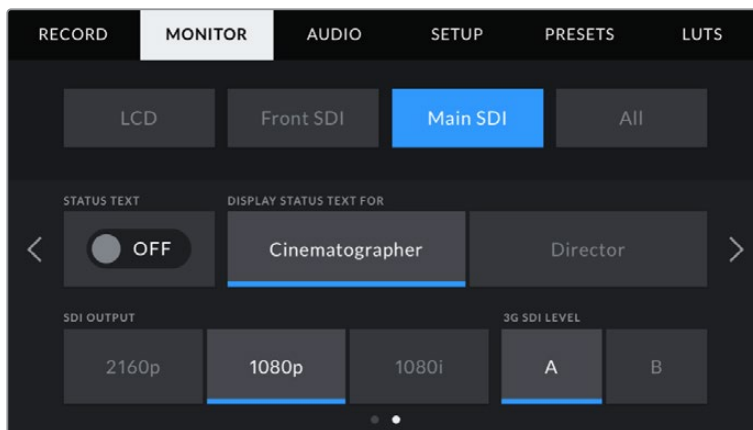 RECORD MONITOR AUDIO SETUP PRESETS LUTS
LCD Front SDI Main SDI All
STATUS TEXT DISPLAY STATUS TEXT FOR
OFF Cinematographer Director
SDI OUTPUT 3G SDI LEVEL
2160p 1080p 1080i A B